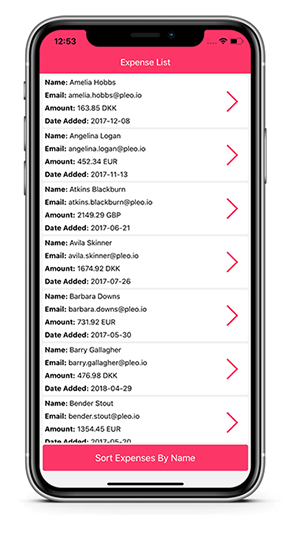 12:53
Expense List
Name: Amelia Hobbs
Email: amelia.hobbs@pleo.io
Amount: 163.85 DKK
Date Added: 2017-12-08
Name: Angelina Logan
Email: angelina.logan@pleo.io
Amount: 452.34 EUR
Date Added: 2017-11-13
Name: Atkins Blackburn
Email: atkins.blackburn@pleo.io
Amount: 2149.29 GBP
Date Added: 2017-06-21
Name: Avila Skinner
Email: avila.skinner@pleo.io
Amount: 1674.92 DKK
Date Added: 2017-07-26
Name: Barbara Downs
Email: barbara.downs@pleo.io
Amount: 731.92 EUR
Date Added: 2017-05-30
Name: Barry Gallagher
Email: barry.gallagher@pleo.io
Amount: 476.98 DKK
Date Added: 2018-04-29
Name: Bender Stout
Email: bender.stout@pleo.io
Amount: 1354.45 EUR
Date Added: 2017-05-20
Sort Expenses By Name